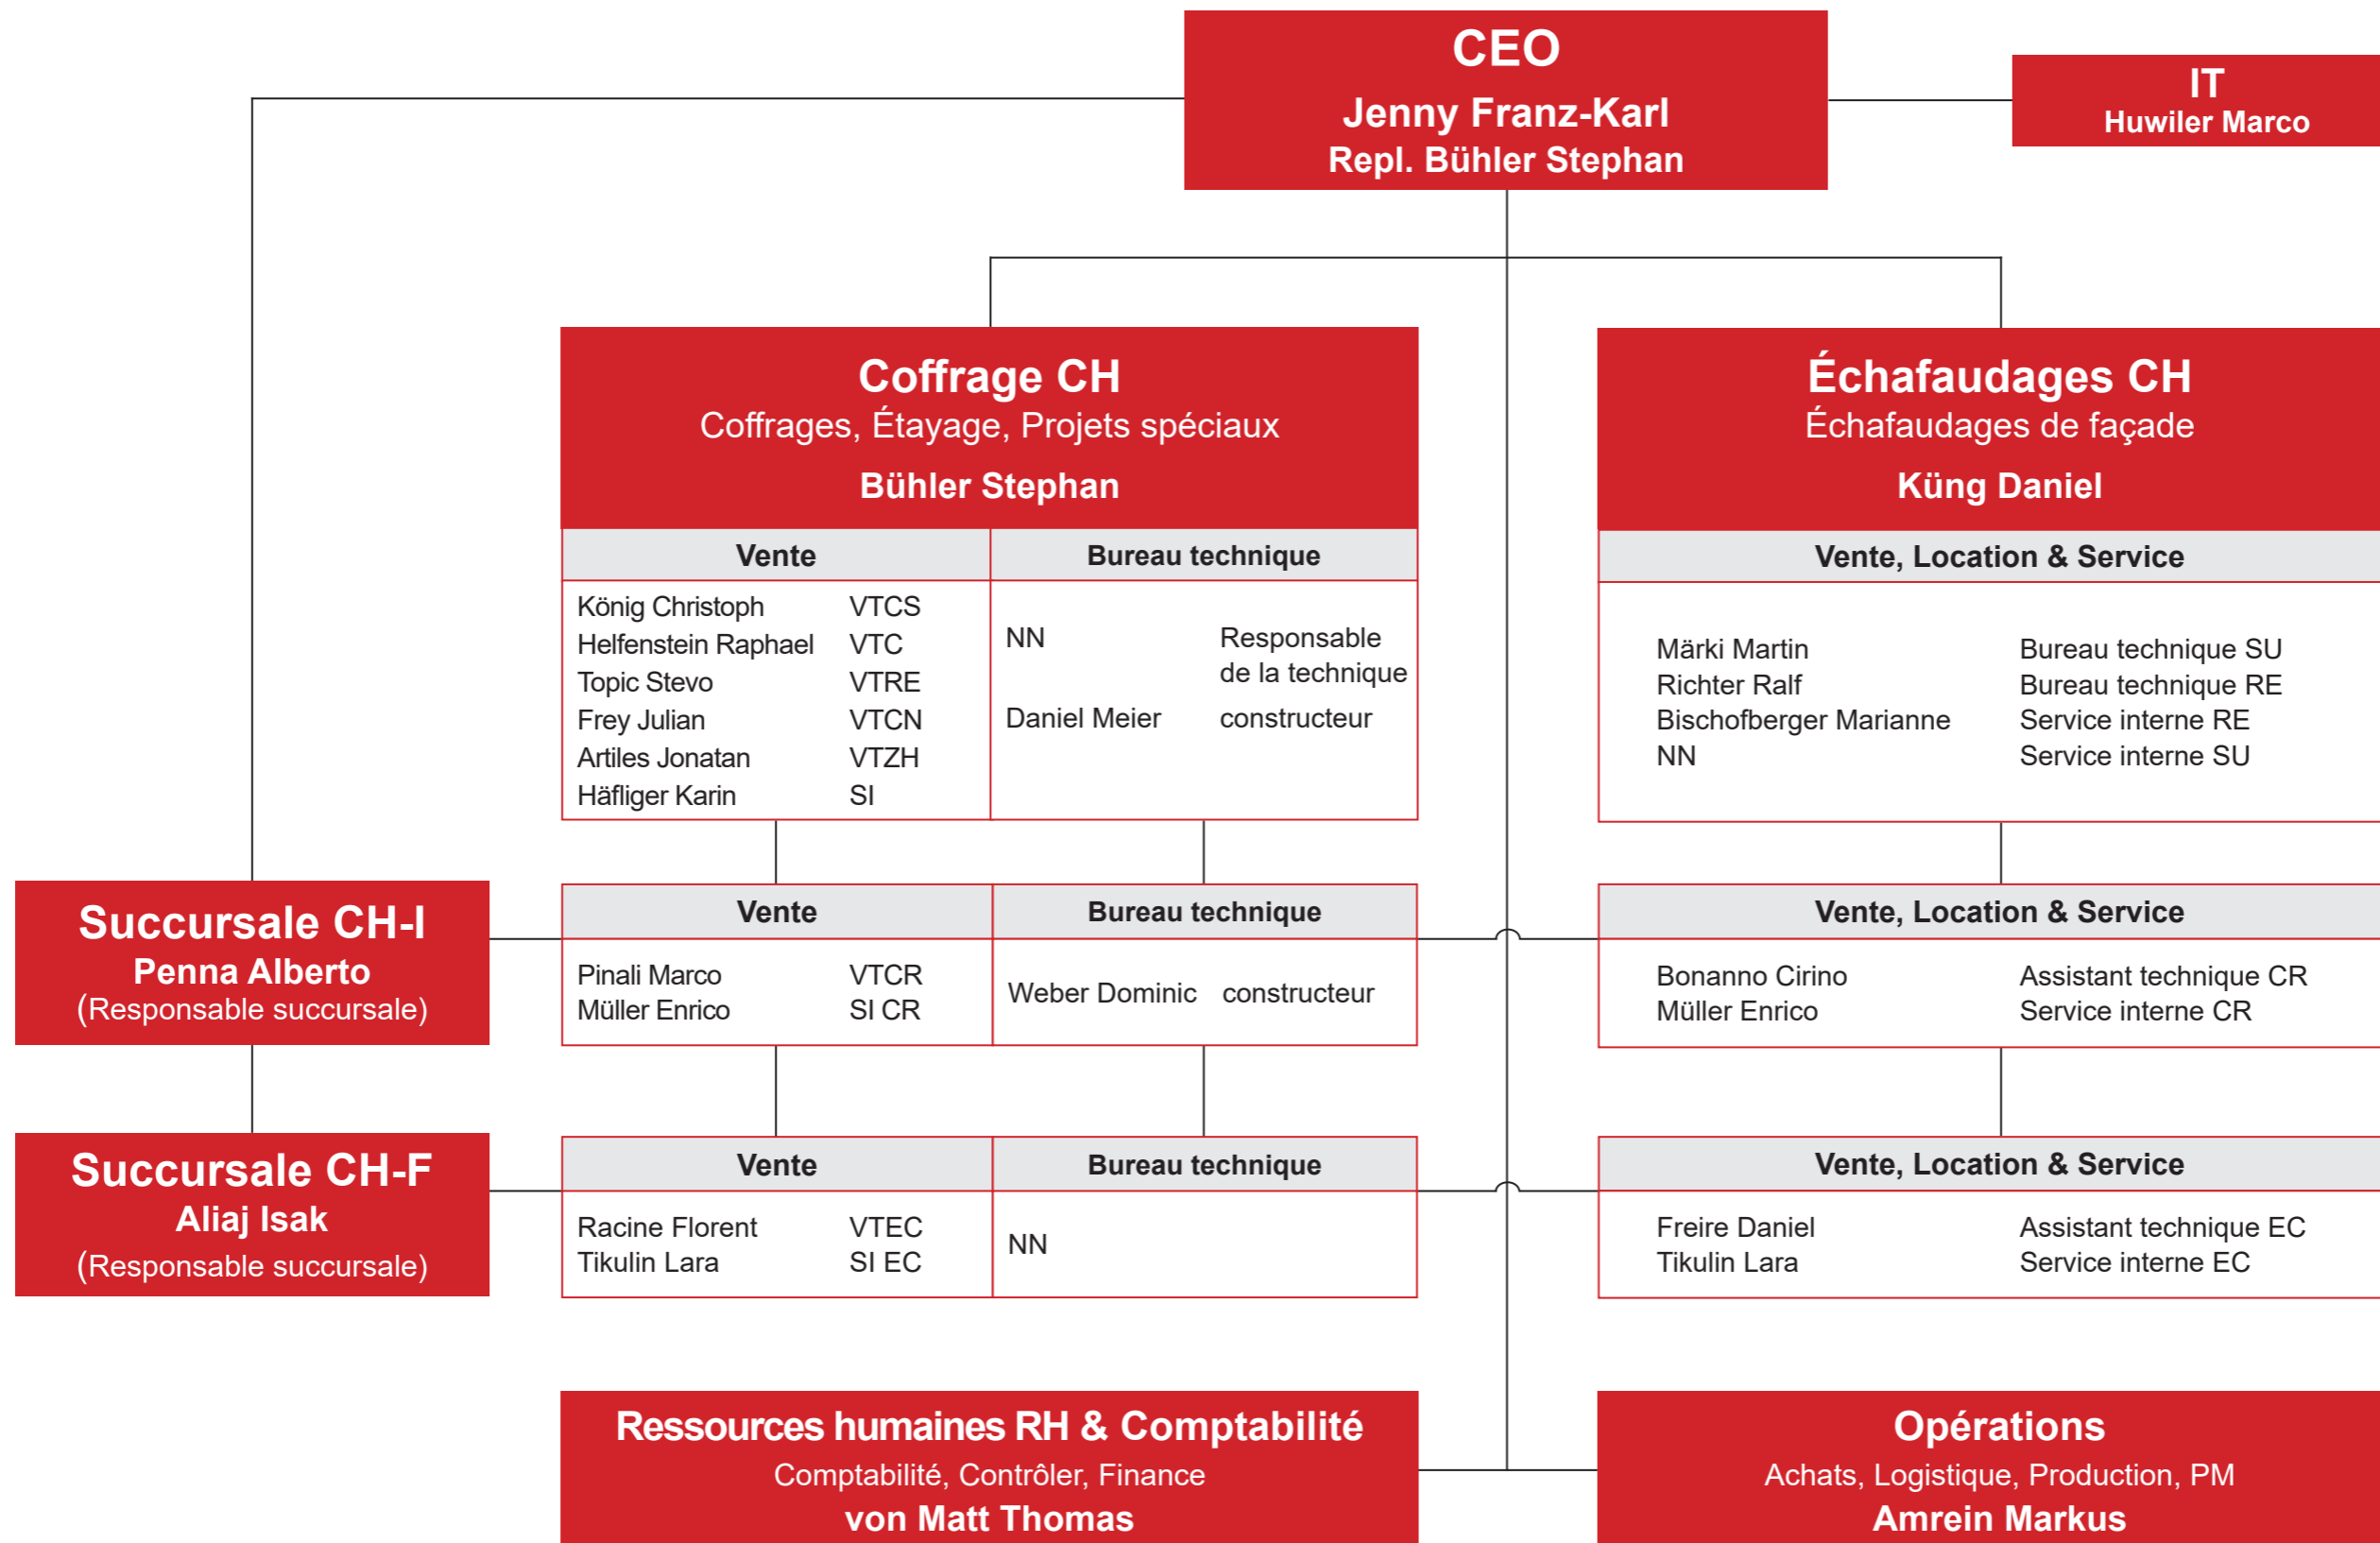 CEO
Jenny Franz-Karl
Repl. Bühler Stephan
IT
Huwiler Marco
Coffrage CH
Coffrages, Étayage, Projets spéciaux
Bühler Stephan
Vente
König Christoph VTCS
Helfenstein Raphael VTC
Topic Stevo VTRE
Frey Julian VTCN
Artiles Jonatan VTZH
Häfliger Karin SI
Bureau technique
NN Responsable
de la technique
Daniel Meier constructeur
Échafaudages CH
Échafaudages de façade
Küng Daniel
Vente, Location & Service
Märki Martin Bureau technique SU
Richter Ralf Bureau technique RE
Bischofberger Marianne Service interne RE
NN Service interne SU
Succursale CH-I
Penna Alberto
(Responsable succursale)
Vente
Pinali Marco VTCR
Müller Enrico SI CR
Bureau technique
Weber Dominic constructeur
Vente, Location & Service
Bonanno Cirino Assistant technique CR
Müller Enrico Service interne CR
Succursale CH-F
Aliaj Isak
(Responsable succursale)
Vente
Racine Florent VTEC
Tikulin Lara SI EC
Bureau technique
NN
Vente, Location & Service
Freire Daniel Assistant technique EC
Tikulin Lara Service interne EC
Ressources humaines RH & Comptabilité
Comptabilité, Contrôler, Finance
von Matt Thomas
Opérations
Achats, Logistique, Production, PM
Amrein Markus